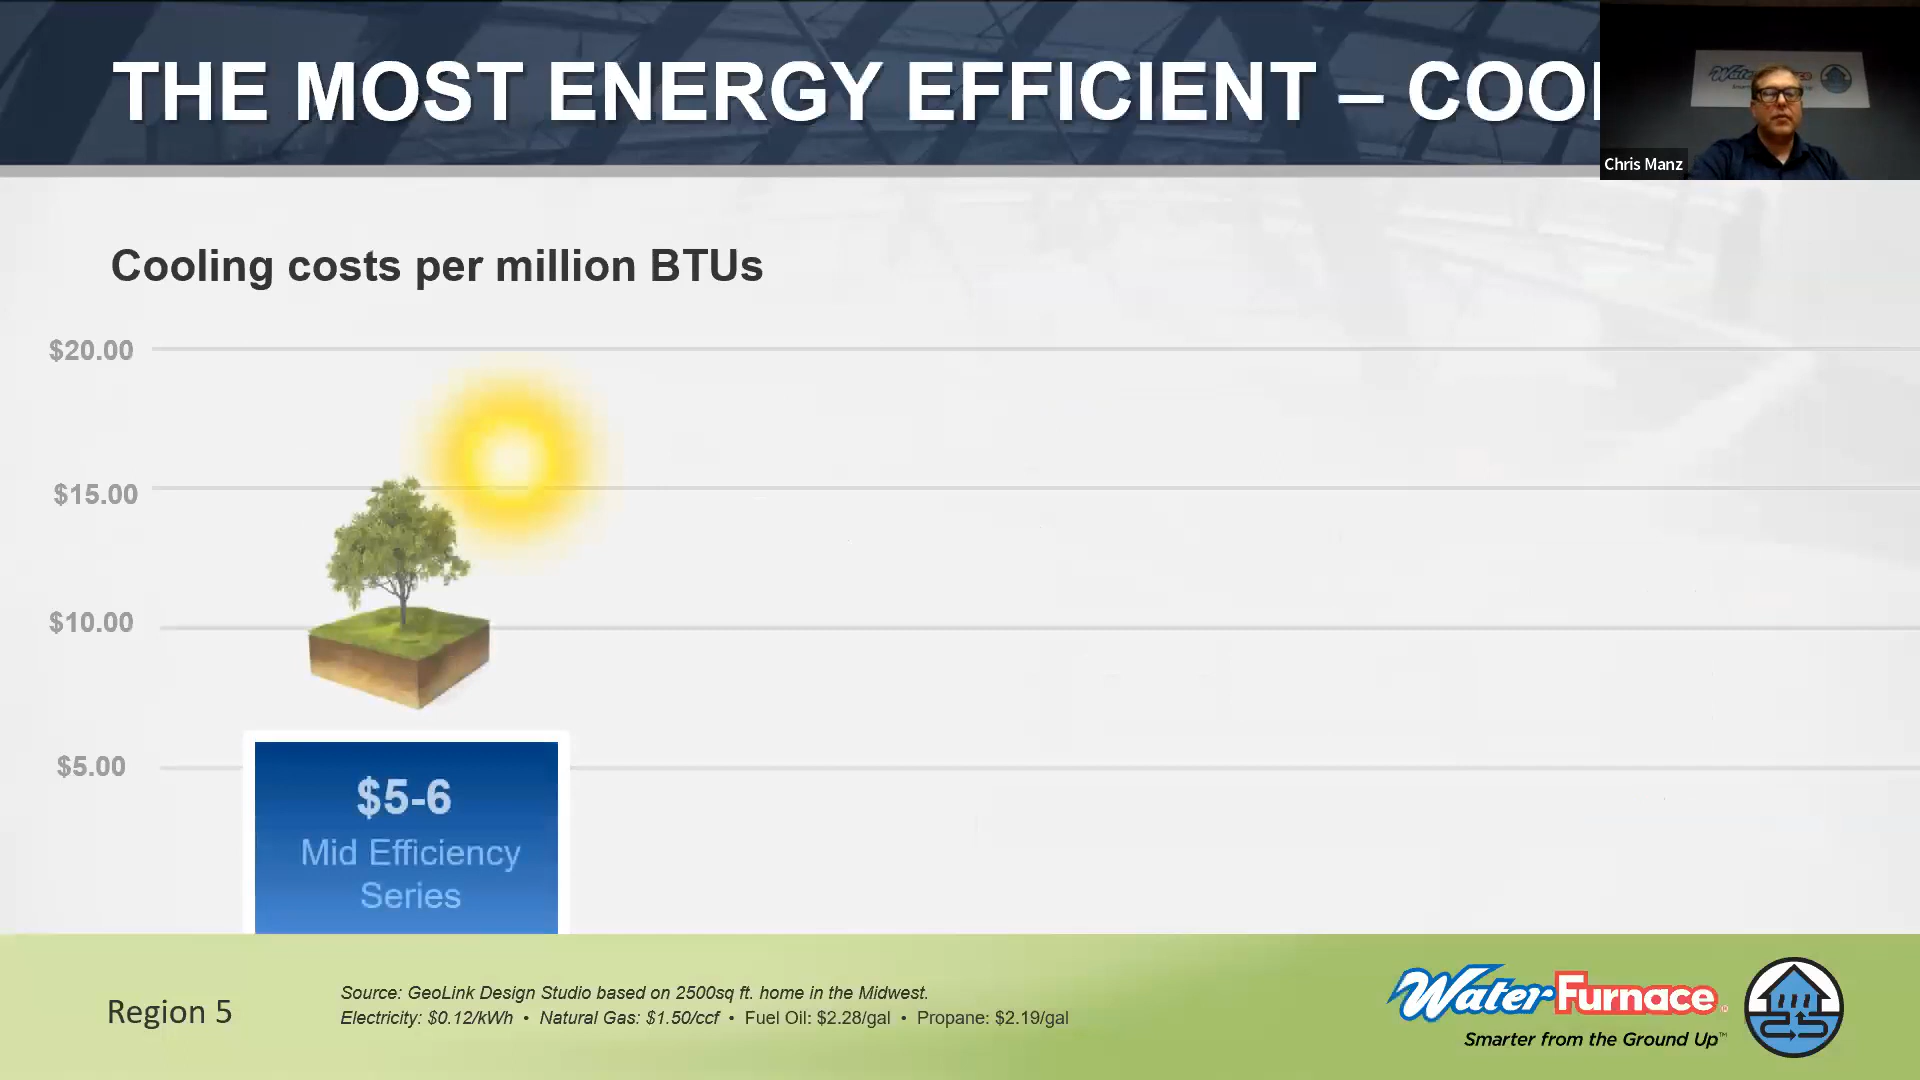 THE MOST ENERGY EFFICIENT – COOL
Chris Manz
Cooling costs per million BTUs
$20.00
$15.00
$10.00
$5.00
$5-6
Mid Efficiency
Series
Region 5
Source: GeoLink Design Studio based on 2500sq ft. home in the Midwest.
Electricity: $0.12/kWh • Natural Gas: $1.50/ccf • Fuel Oil: $2.28/gal • Propane: $2.19/gal
WaterFurnace
Smarter from the Ground Up™